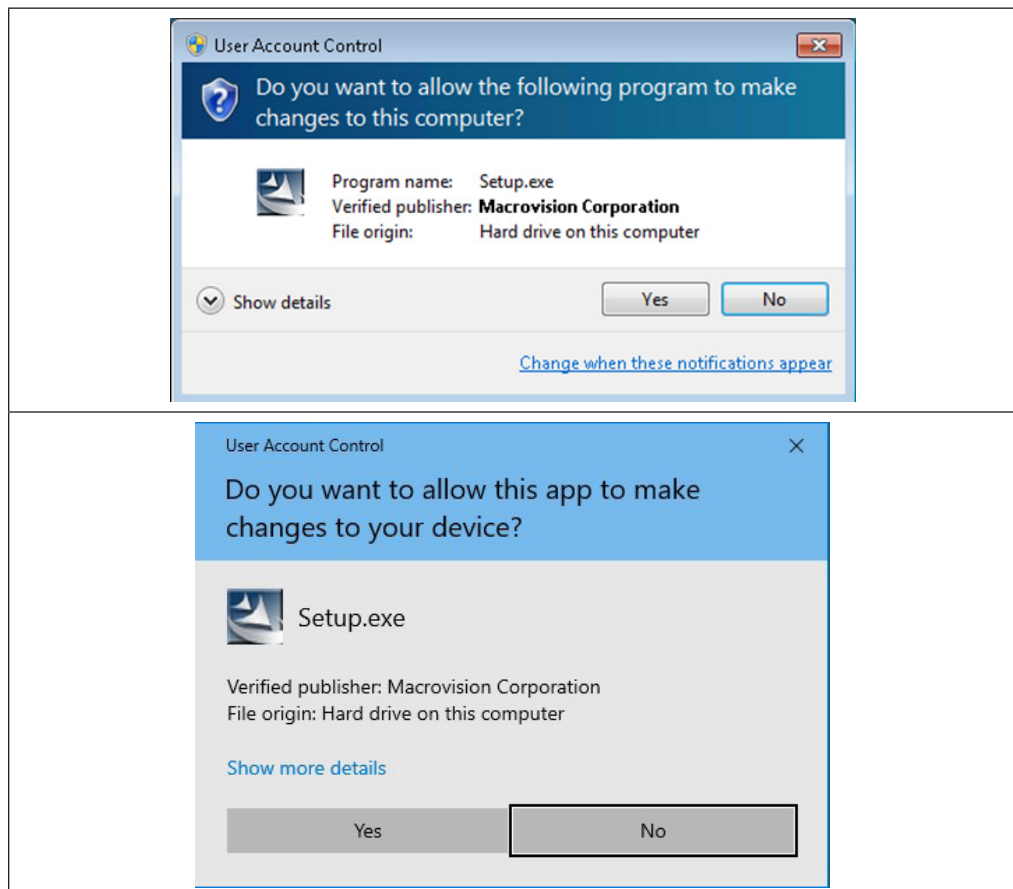 User Account Control
Do you want to allow the following program to make
changes to this computer?
Program name: Setup.exe
Verified publisher: Macrovision Corporation
File origin: Hard drive on this computer
Show details
Yes
No
Change when these notifications appear
User Account Control
Do you want to allow this app to make
changes to your device?
Setup.exe
Verified publisher: Macrovision Corporation
File origin: Hard drive on this computer
Show more details
Yes
No